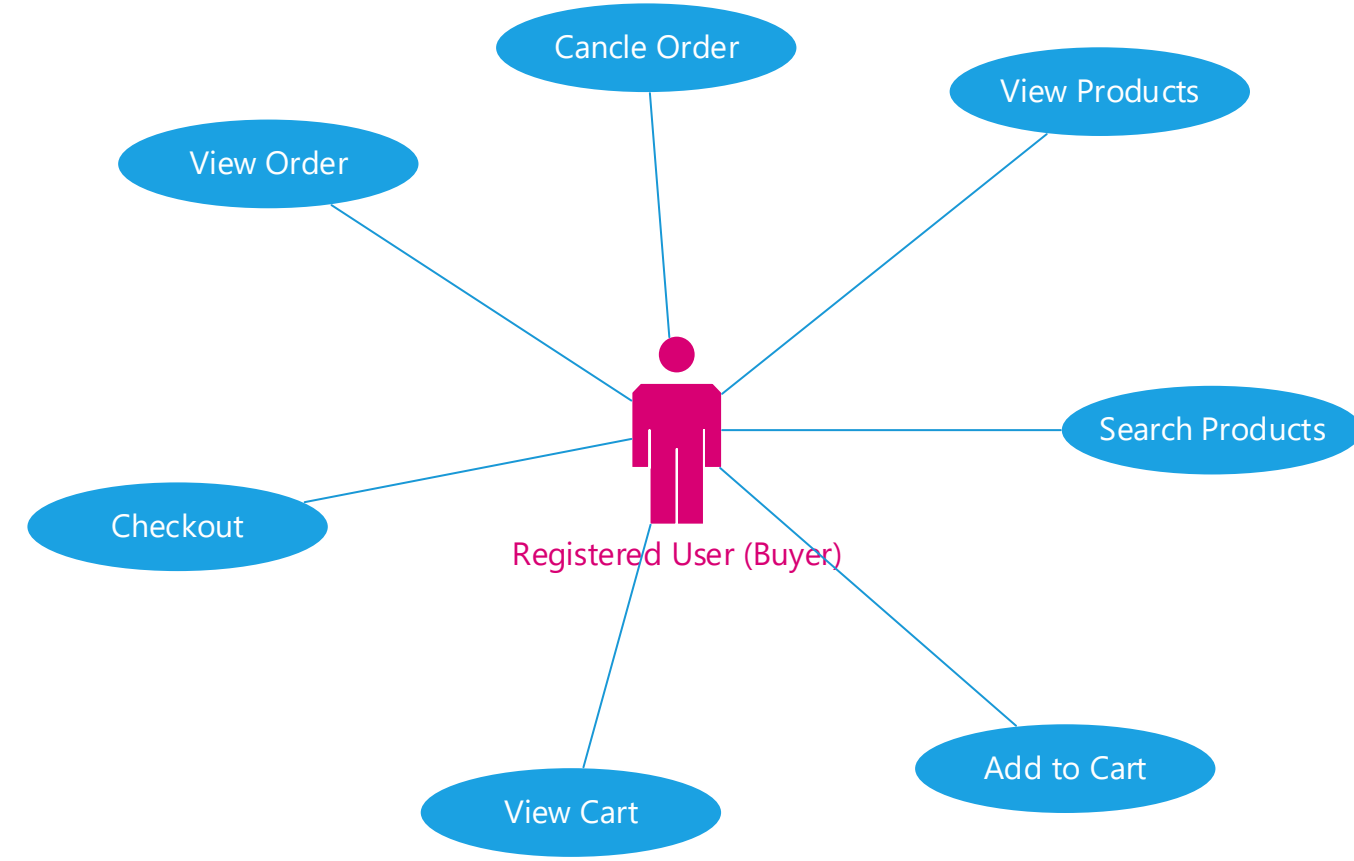 Cancle Order
View Products
View Order
Search Products
Checkout
Registered User (Buyer)
Add to Cart
View Cart